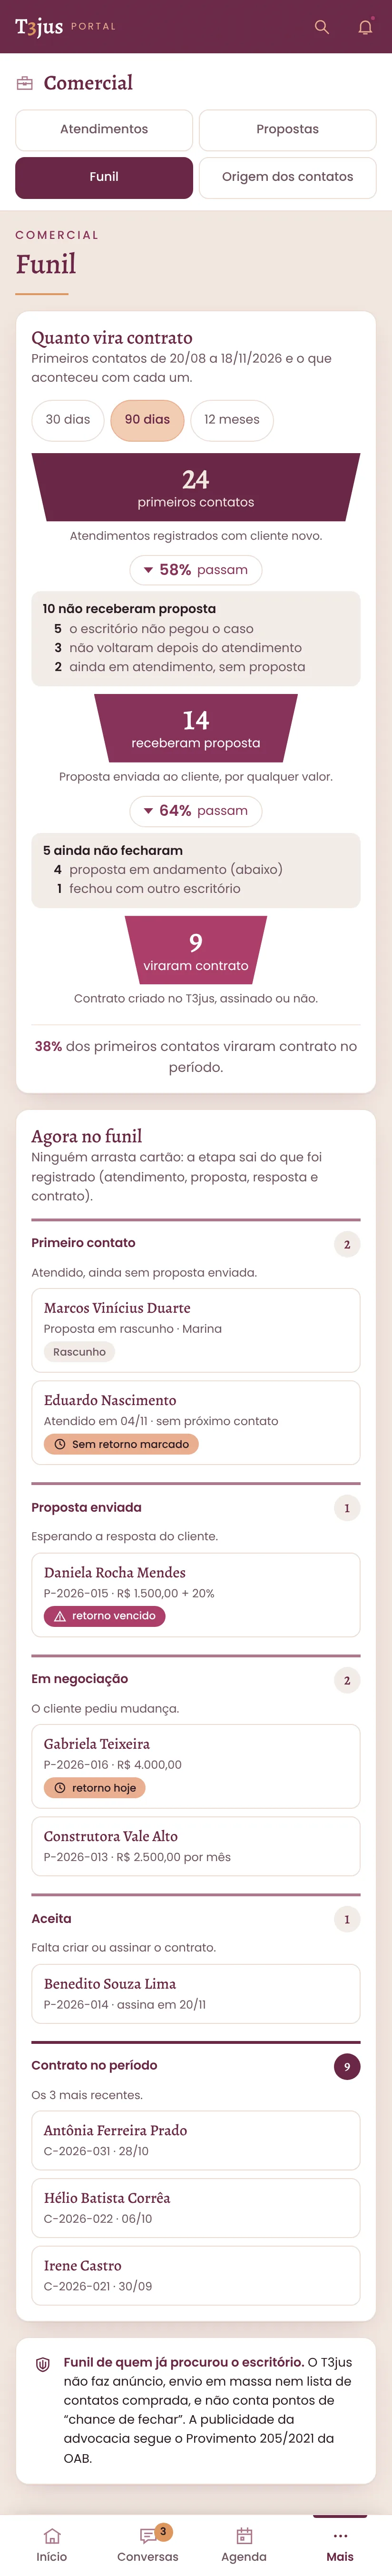 T3jus PORTAL
Comercial
Atendimentos
Propostas
Funil
Origem dos contatos
COMERCIAL
Funil
Quanto vira contrato
Primeiros contatos de 20/08 a 18/11/2026 e o que
aconteceu com cada um.
30 dias
90 dias
12 meses
24
primeiros contatos
Atendimentos registrados com cliente novo.
58% passam
10 não receberam proposta
5 o escritório não pegou o caso
3 não voltaram depois do atendimento
2 ainda em atendimento, sem proposta
14
receberam proposta
Proposta enviada ao cliente, por qualquer valor.
64% passam
5 ainda não fecharam
4 proposta em andamento (abaixo)
1 fechou com outro escritório
9
viraram contrato
Contrato criado no T3jus, assinado ou não.
38% dos primeiros contatos viraram contrato no
período.
Agora no funil
Ninguém arrasta cartão: a etapa sai do que foi
registrado (atendimento, proposta, resposta e
contrato).
Primeiro contato 2
Atendido, ainda sem proposta enviada.
Marcos Vinícius Duarte
Proposta em rascunho · Marina
Rascunho
Eduardo Nascimento
Atendido em 04/11 · sem próximo contato
Sem retorno marcado
Proposta enviada 1
Esperando a resposta do cliente.
Daniela Rocha Mendes
P-2026-015 · R$ 1.500,00 + 20%
retorno vencido
Em negociação 2
O cliente pediu mudança.
Gabriela Teixeira
P-2026-016 · R$ 4.000,00
retorno hoje
Construtora Vale Alto
P-2026-013 · R$ 2.500,00 por mês
Aceita 1
Falta criar ou assinar o contrato.
Benedito Souza Lima
P-2026-014 · assina em 20/11
Contrato no período 9
Os 3 mais recentes.
Antônia Ferreira Prado
C-2026-031 · 28/10
Hélio Batista Corrêa
C-2026-022 · 06/10
Irene Castro
C-2026-021 · 30/09
Funil de quem já procurou o escritório. O T3jus
não faz anúncio, envio em massa nem lista de
contatos comprada, e não conta pontos de
“chance de fechar”. A publicidade da
advocacia segue o Provimento 205/2021 da
OAB.
3
Início
Conversas
Agenda
Mais